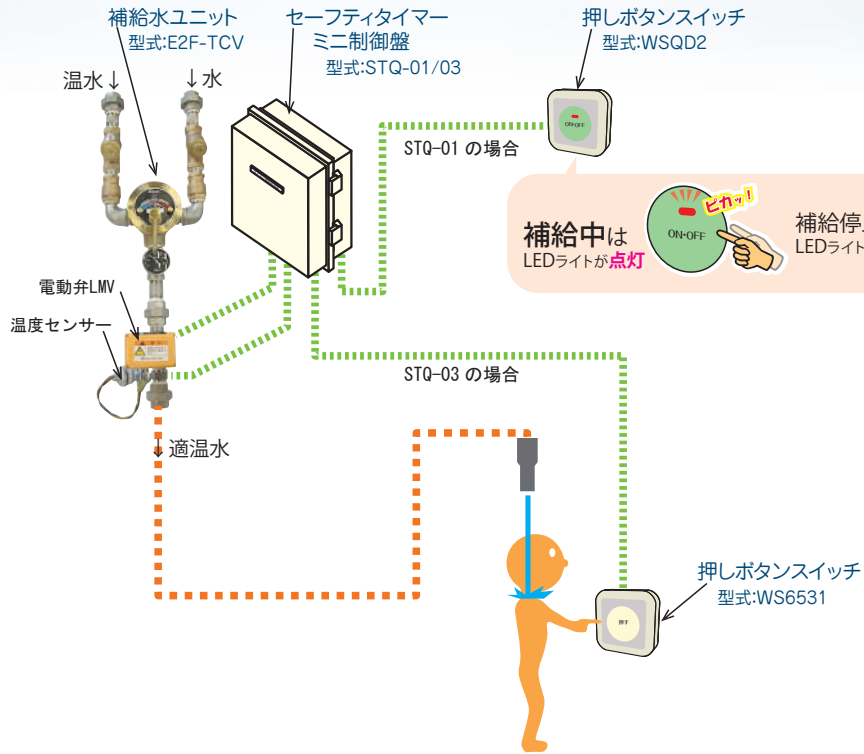 補給水ユニット
型式:E2F-TCV
セーフティタイマー
ミニ制御盤
型式:STQ-01/03
押しボタンスイッチ
型式:WSQD2
温水↓
↓水
ON・OFF
STQ-01 の場合
補給中は
LEDライトが点灯
ピカッ!
ON・OFF
補給停
LEDライト
電動弁LMV
温度センサー
STQ-03 の場合
↓適温水
押しボタンスイッチ
型式:WS6531
押す